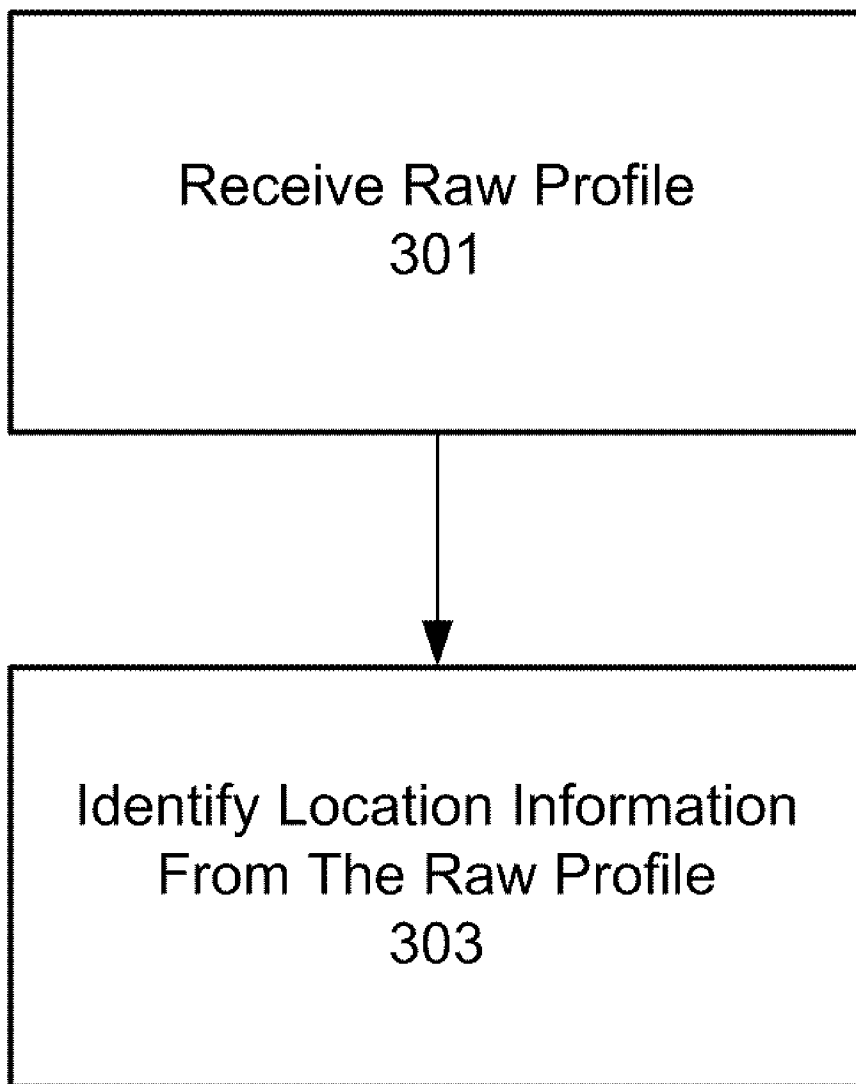 Receive Raw Profile
301
Identify Location Information
From The Raw Profile
303